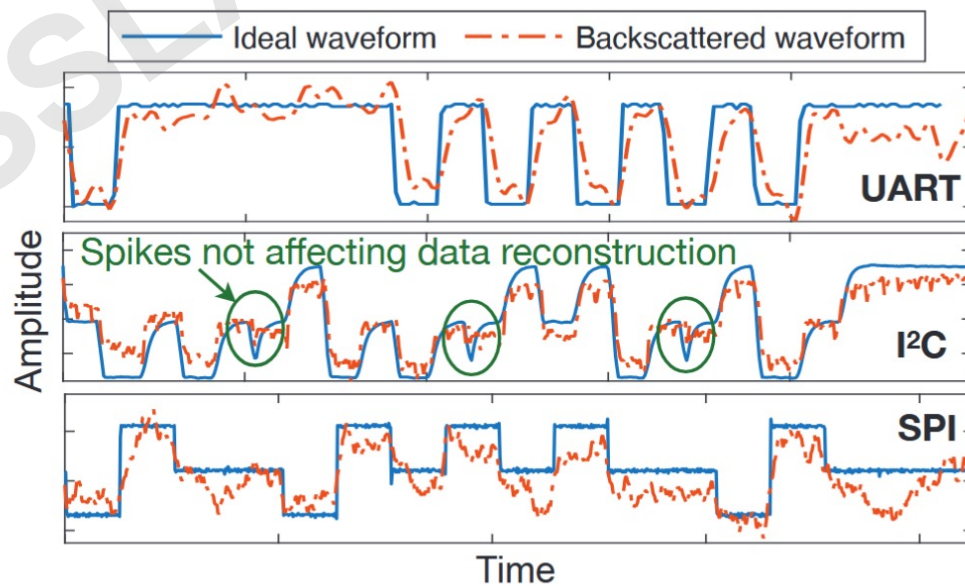 Ideal waveform Backscattered waveform
UART
Amplitude
Spikes not affecting data reconstruction
I²C
SPI
Time